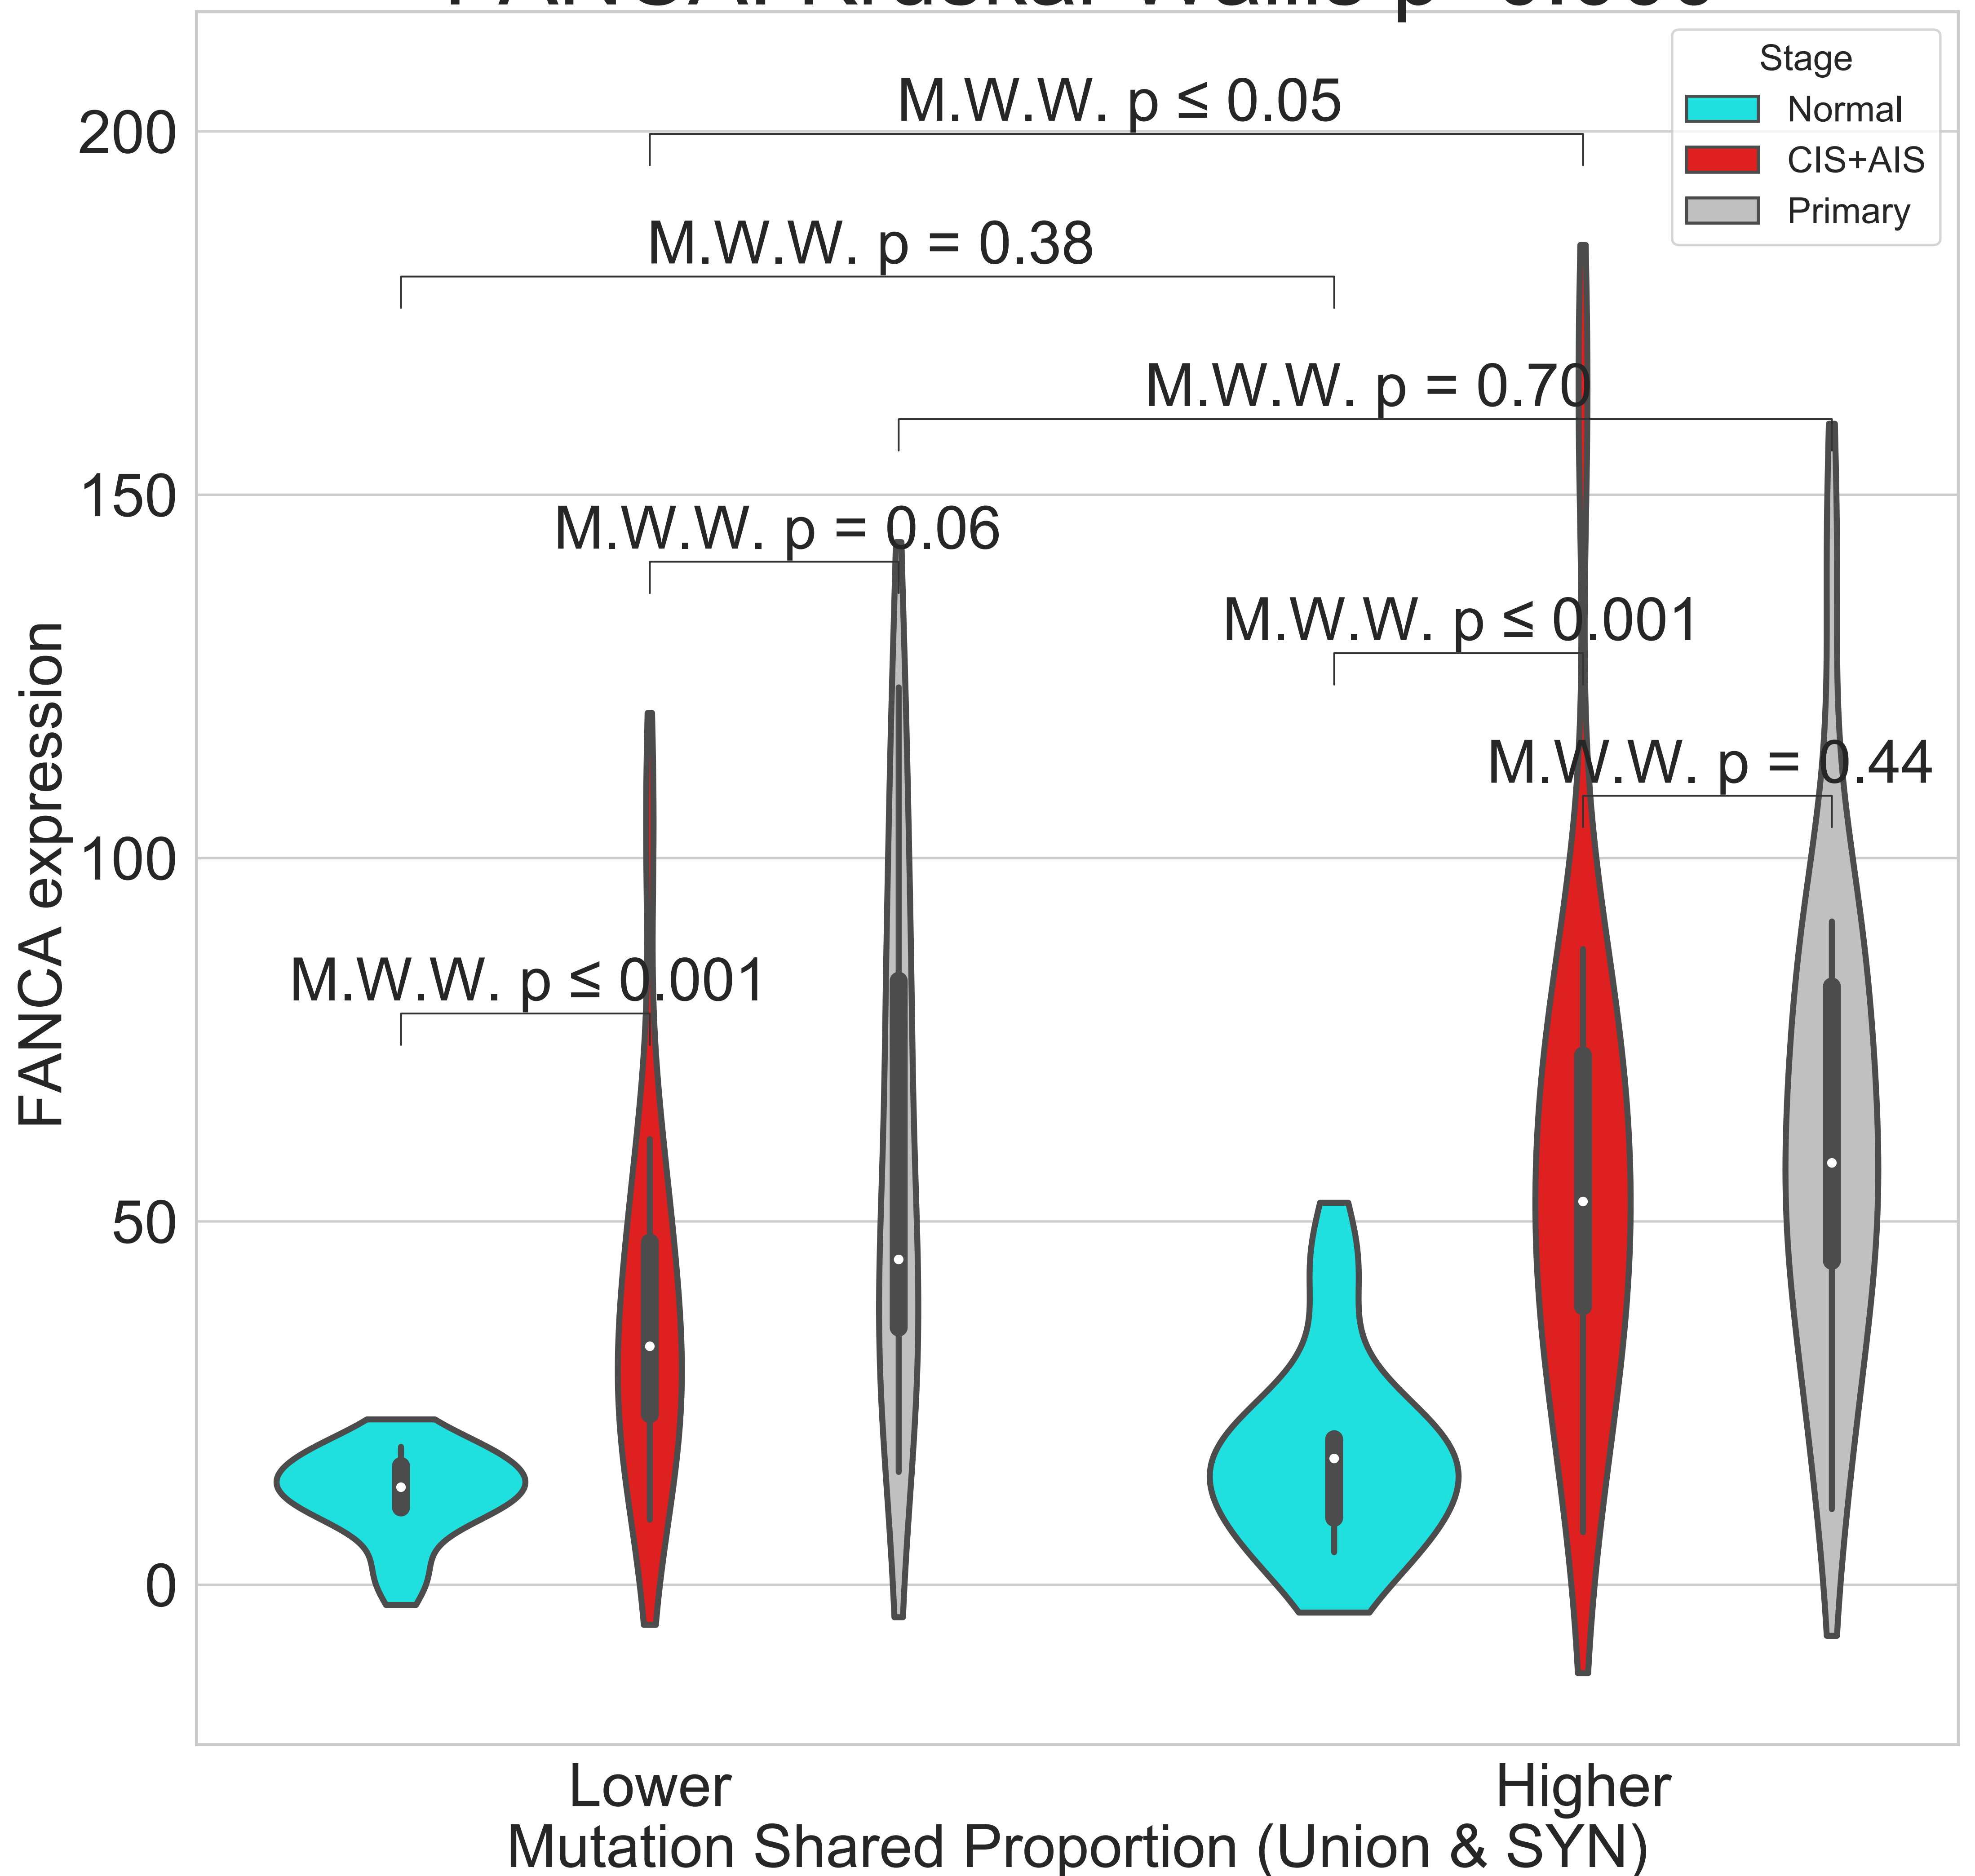 Stage
Normal
CIS+AIS
Primary
M.W.W. p ≤ 0.05
M.W.W. p = 0.38
M.W.W. p = 0.70
M.W.W. p = 0.06
M.W.W. p ≤ 0.001
M.W.W. p = 0.44
M.W.W. p ≤ 0.001
200
150
100
50
0
FANCA expression
Lower
Higher
Mutation Shared Proportion (Union & SYN)